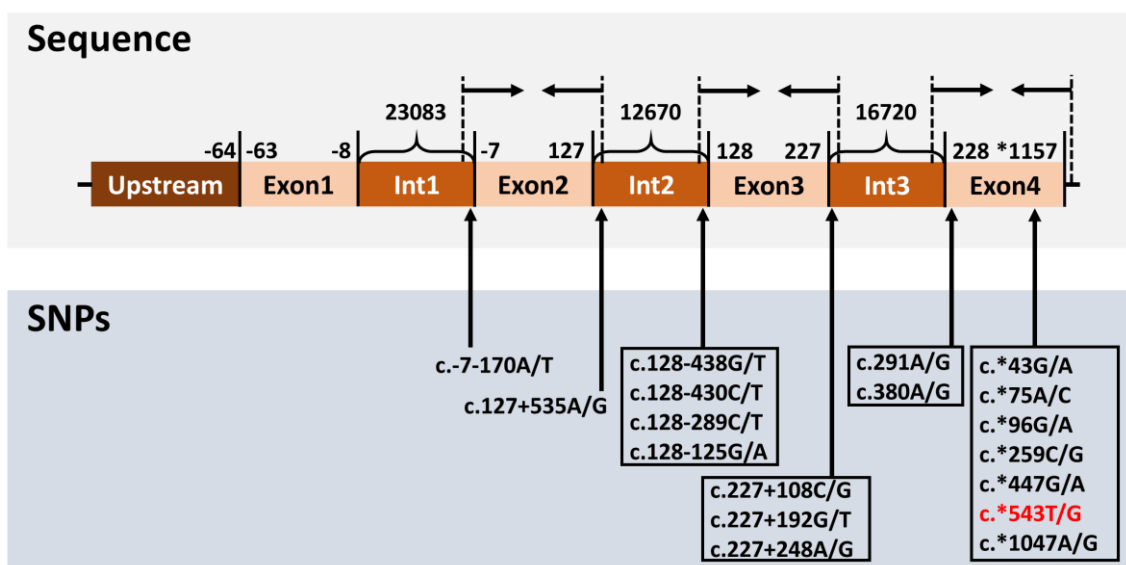 Sequence
23083 12670 16720
-64 -63 -8 -7 127 128 227 228 *1157
Upstream Exon1 Int1 Exon2 Int2 Exon3 Int3 Exon4
SNPs
c.-7-170A/T
c.127+535A/G
c.128-438G/T
c.128-430C/T
c.128-289C/T
c.128-125G/A
c.227+108C/G
c.227+192G/T
c.227+248A/G
c.291A/G
c.380A/G
c.*43G/A
c.*75A/C
c.*96G/A
c.*259C/G
c.*447G/A
c.*543T/G
c.*1047A/G